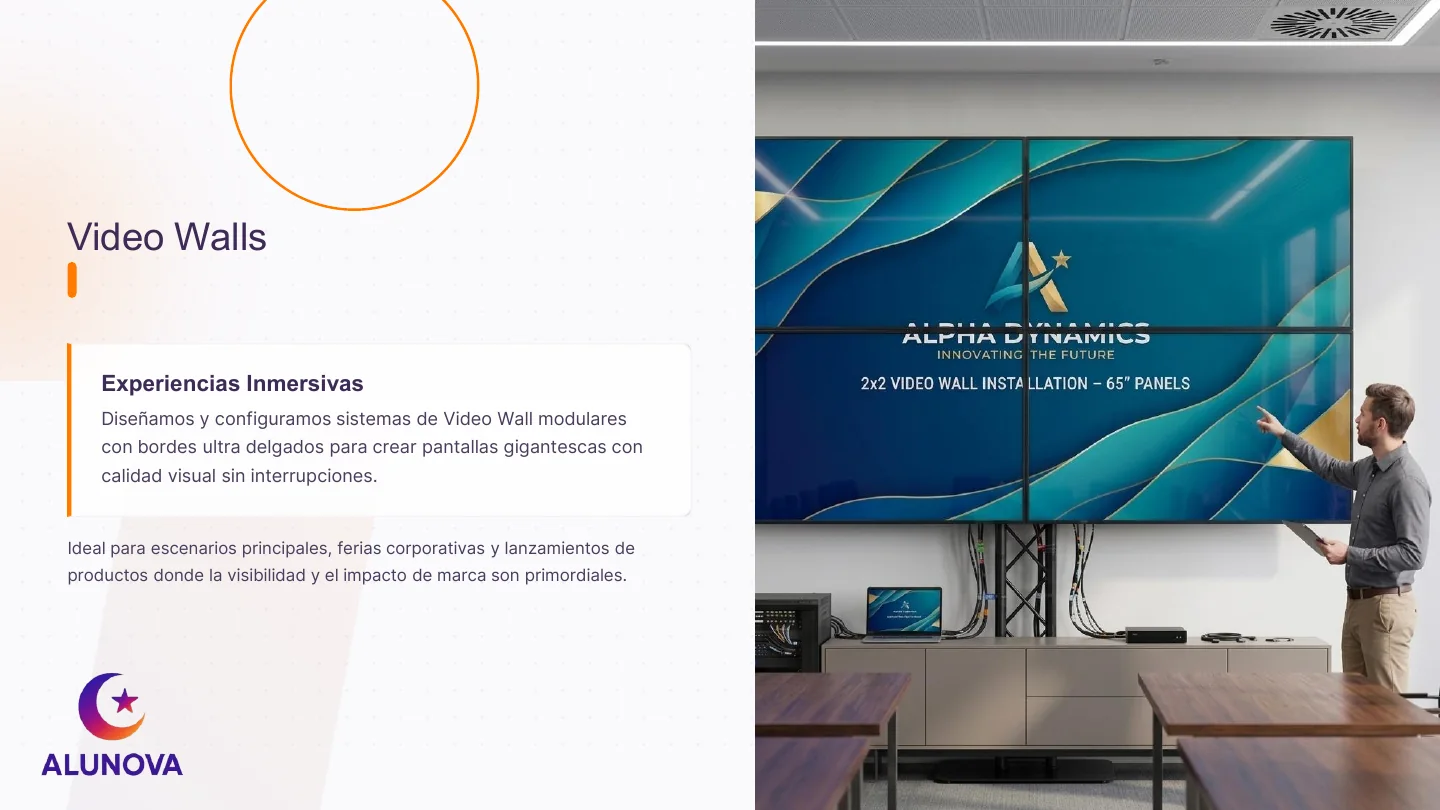 Video Walls
Experiencias Inmersivas
Diseñamos y configuramos sistemas de Video Wall modulares
con bordes ultra delgados para crear pantallas gigantescas con
calidad visual sin interrupciones.
Ideal para escenarios principales, ferias corporativas y lanzamientos de
productos donde la visibilidad y el impacto de marca son primordiales.
ALUNOVA
ALPHA DYNAMICS
INNOVATING THE FUTURE
2x2 VIDEO WALL INSTALLATION – 65” PANELS